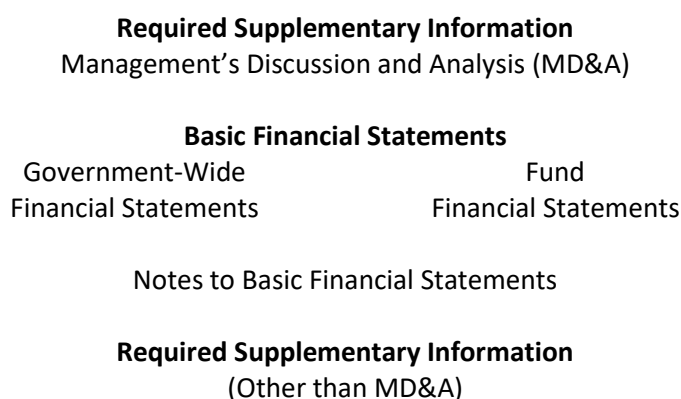 Required Supplementary Information
Management’s Discussion and Analysis (MD&A)
Basic Financial Statements
Government-Wide Fund
Financial Statements Financial Statements
Notes to Basic Financial Statements
Required Supplementary Information
(Other than MD&A)